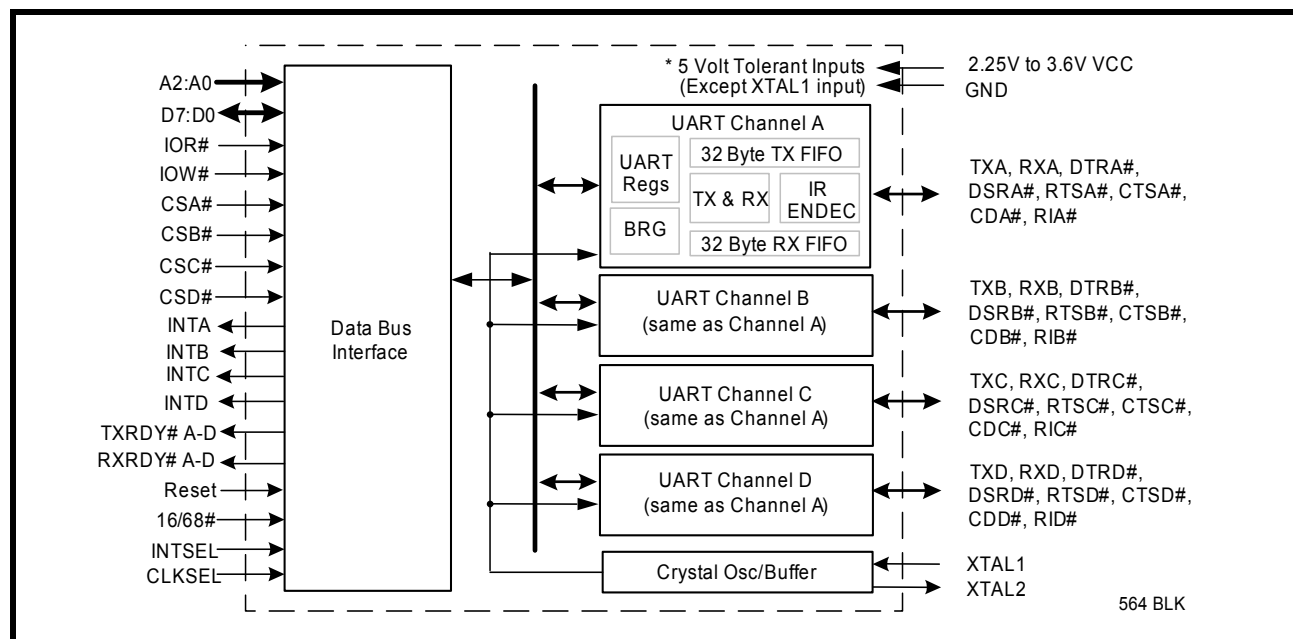 A2:A0
D7:D0
IOR#
IOW#
CSA#
CSB#
CSC#
CSD#
INTA
INTB
INTC
INTD
TXRDY# A-D
RXRDY# A-D
Reset
16/68#
INTSEL
CLKSEL
Data Bus
Interface
* 5 Volt Tolerant Inputs
(Except XTAL1 input)
2.25V to 3.6V VCC
GND
UART Channel A
UART
Regs
BRG
32 Byte TX FIFO
TX & RX
IR
ENDEC
32 Byte RX FIFO
TXA, RXA, DTRA#,
DSRA#, RTSA#, CTSA#,
CDA#, RIA#
UART Channel B
(same as Channel A)
TXB, RXB, DTRB#,
DSRB#, RTSB#, CTSB#,
CDB#, RIB#
UART Channel C
(same as Channel A)
TXC, RXC, DTRC#,
DSRC#, RTSC#, CTSC#,
CDC#, RIC#
UART Channel D
(same as Channel A)
TXD, RXD, DTRD#,
DSRD#, RTSD#, CTSD#,
CDD#, RID#
Crystal Osc/Buffer
XTAL1
XTAL2
564 BLK